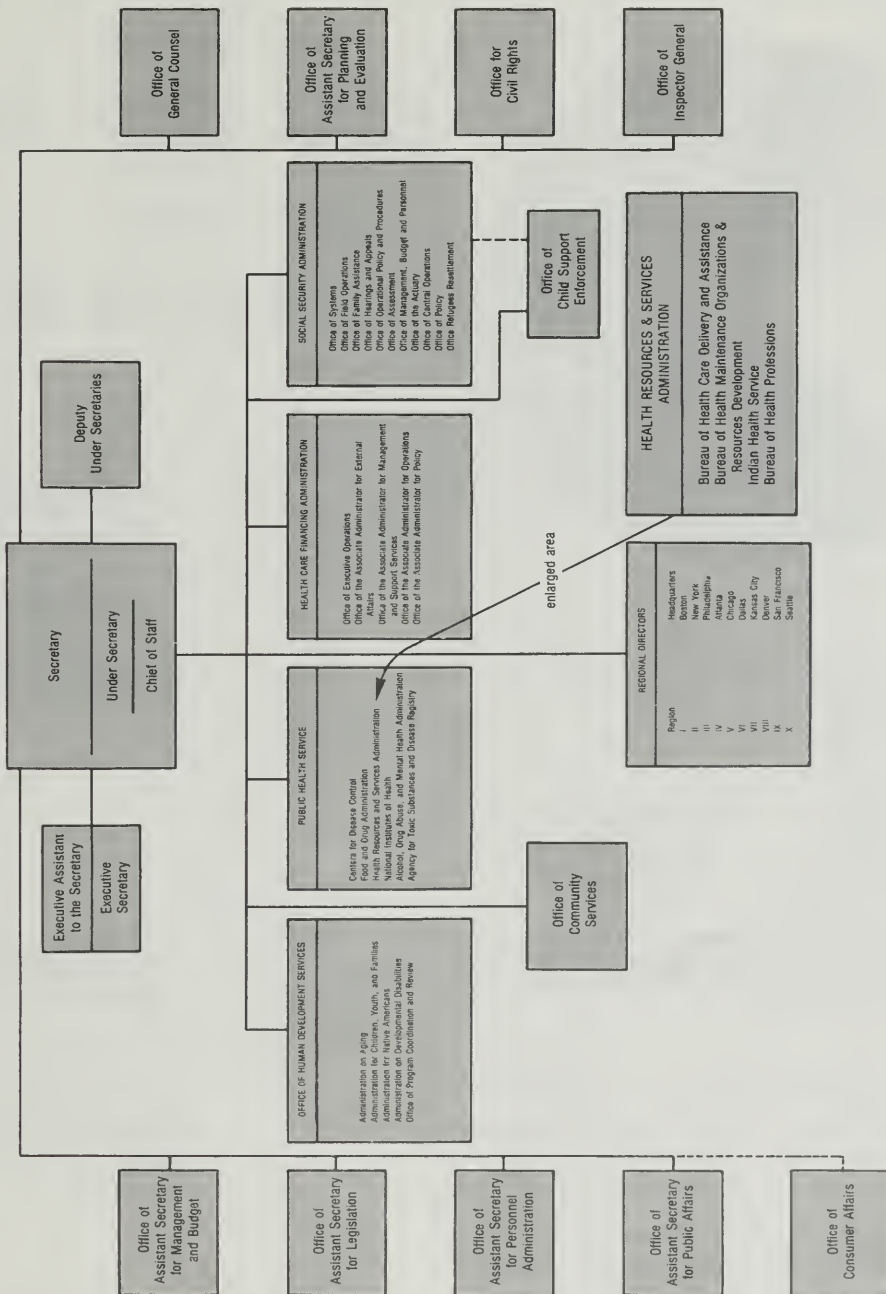 Secretary
Under Secretary
Chief of Staff
Executive Assistant
to the Secretary
Executive
Secretary
Deputy
Under Secretaries
Office of
Assistant Secretary
for Management
and Budget
Office of
Assistant Secretary
for Legislation
Office of
Assistant Secretary
for Personnel
Administration
Office of
Assistant Secretary
for Public Affairs
Office of
Consumer Affairs
Office of
General Counsel
Office of
Assistant Secretary
for Planning
and Evaluation
Office for
Civil Rights
Office of
Inspector General
OFFICE OF HUMAN DEVELOPMENT SERVICES
Administration on Aging
Administration for Children, Youth, and Families
Administration for Native Americans
Administration on Developmental Disabilities
Office of Program Coordination and Review
PUBLIC HEALTH SERVICE
Centers for Disease Control
Food and Drug Administration
Health Resources and Services Administration
National Institutes of Health
Alcohol, Drug Abuse, and Mental Health Administration
Agency for Toxic Substances and Disease Registry
HEALTH CARE FINANCING ADMINISTRATION
Office of Executive Operations
Office of the Associate Administrator for External
Affairs
Office of the Associate Administrator for Management
and Support Services
Office of the Associate Administrator for Operations
Office of the Associate Administrator for Policy
SOCIAL SECURITY ADMINISTRATION
Office of Systems
Office of Field Operations
Office of Family Assistance
Office of Hearings and Appeals
Office of Operational Policy and Procedures
Office of Assessment
Office of Management, Budget and Personnel
Office of the Actuary
Office of Central Operations
Office of Policy
Office Refugees Resettlement
Office of
Community
Services
Office of
Child Support
Enforcement
enlarged area
REGIONAL DIRECTORS
Region Headquarters
I Boston
II New York
III Philadelphia
IV Atlanta
V Chicago
VI Dallas
VII Kansas City
VIII Denver
IX San Francisco
X Seattle
HEALTH RESOURCES & SERVICES
ADMINISTRATION
Bureau of Health Care Delivery and Assistance
Bureau of Health Maintenance Organizations &
Resources Development
Indian Health Service
Bureau of Health Professions